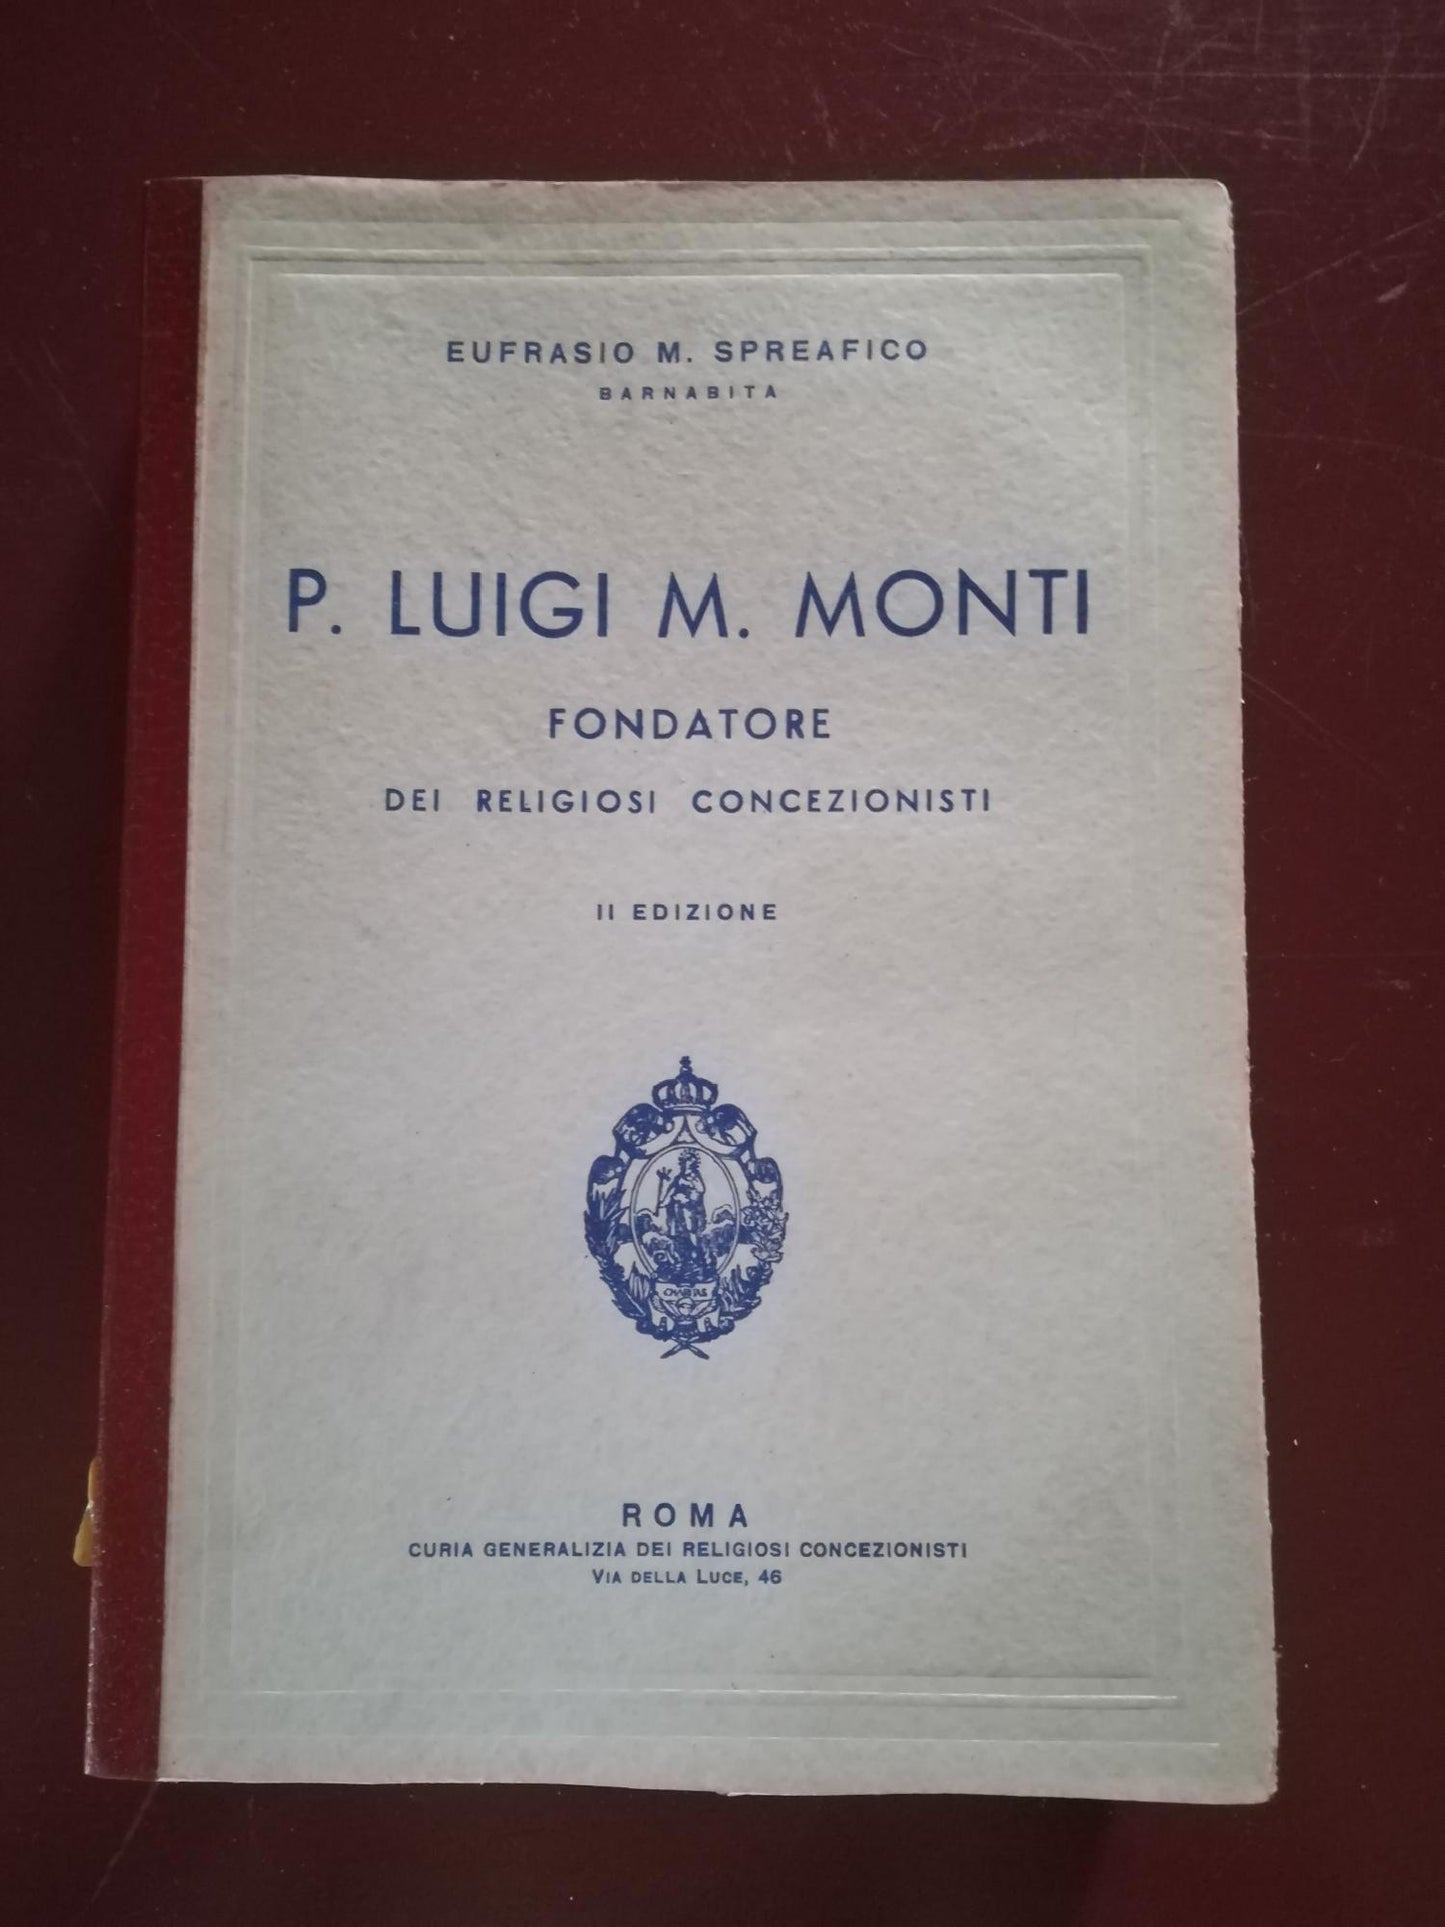 EUFRASIO M. SPREAFICO
BARNABITA
P. LUIGI M. MONTI
FONDATORE
DEI RELIGIOSI CONCEZIONISTI
II EDIZIONE
CHARITAS
ROMA
CURIA GENERALIZIA DEI RELIGIOSI CONCEZIONISTI
VIA DELLA LUCE, 46